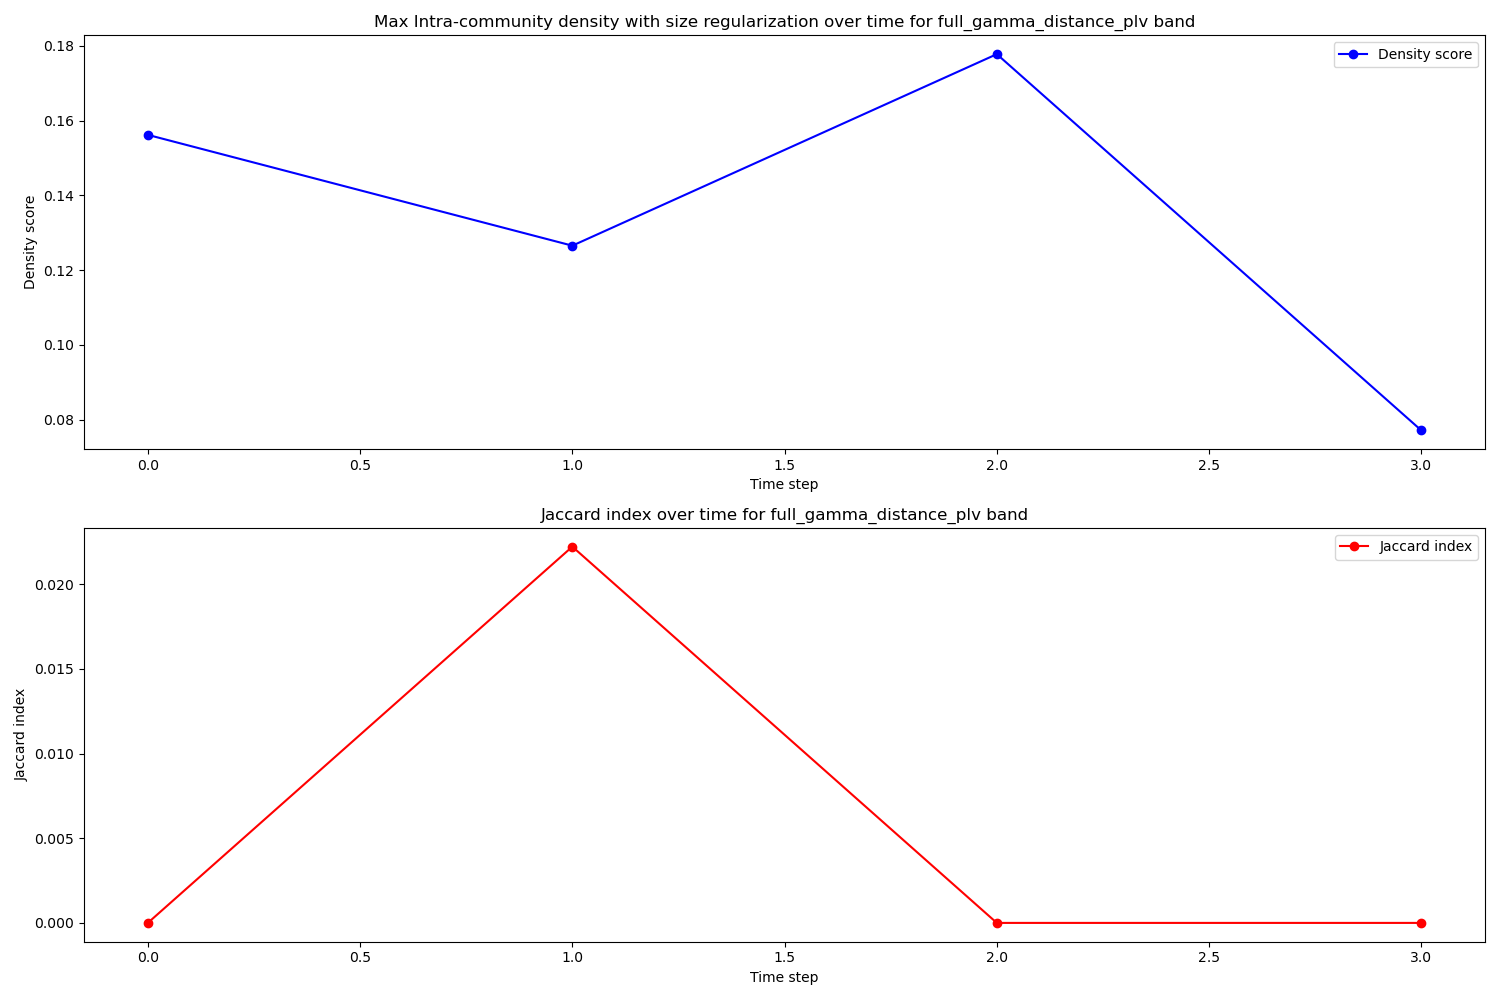 Max Intra-community density with size regularization over time for full_gamma_distance_plv band
Density score
0.18
0.16
0.14
0.12
0.10
0.08
Density score
0.0 0.5 1.0 1.5 2.0 2.5 3.0
Time step
Jaccard index over time for full_gamma_distance_plv band
Jaccard index
0.020
0.015
0.010
0.005
0.000
Jaccard index
0.0 0.5 1.0 1.5 2.0 2.5 3.0
Time step